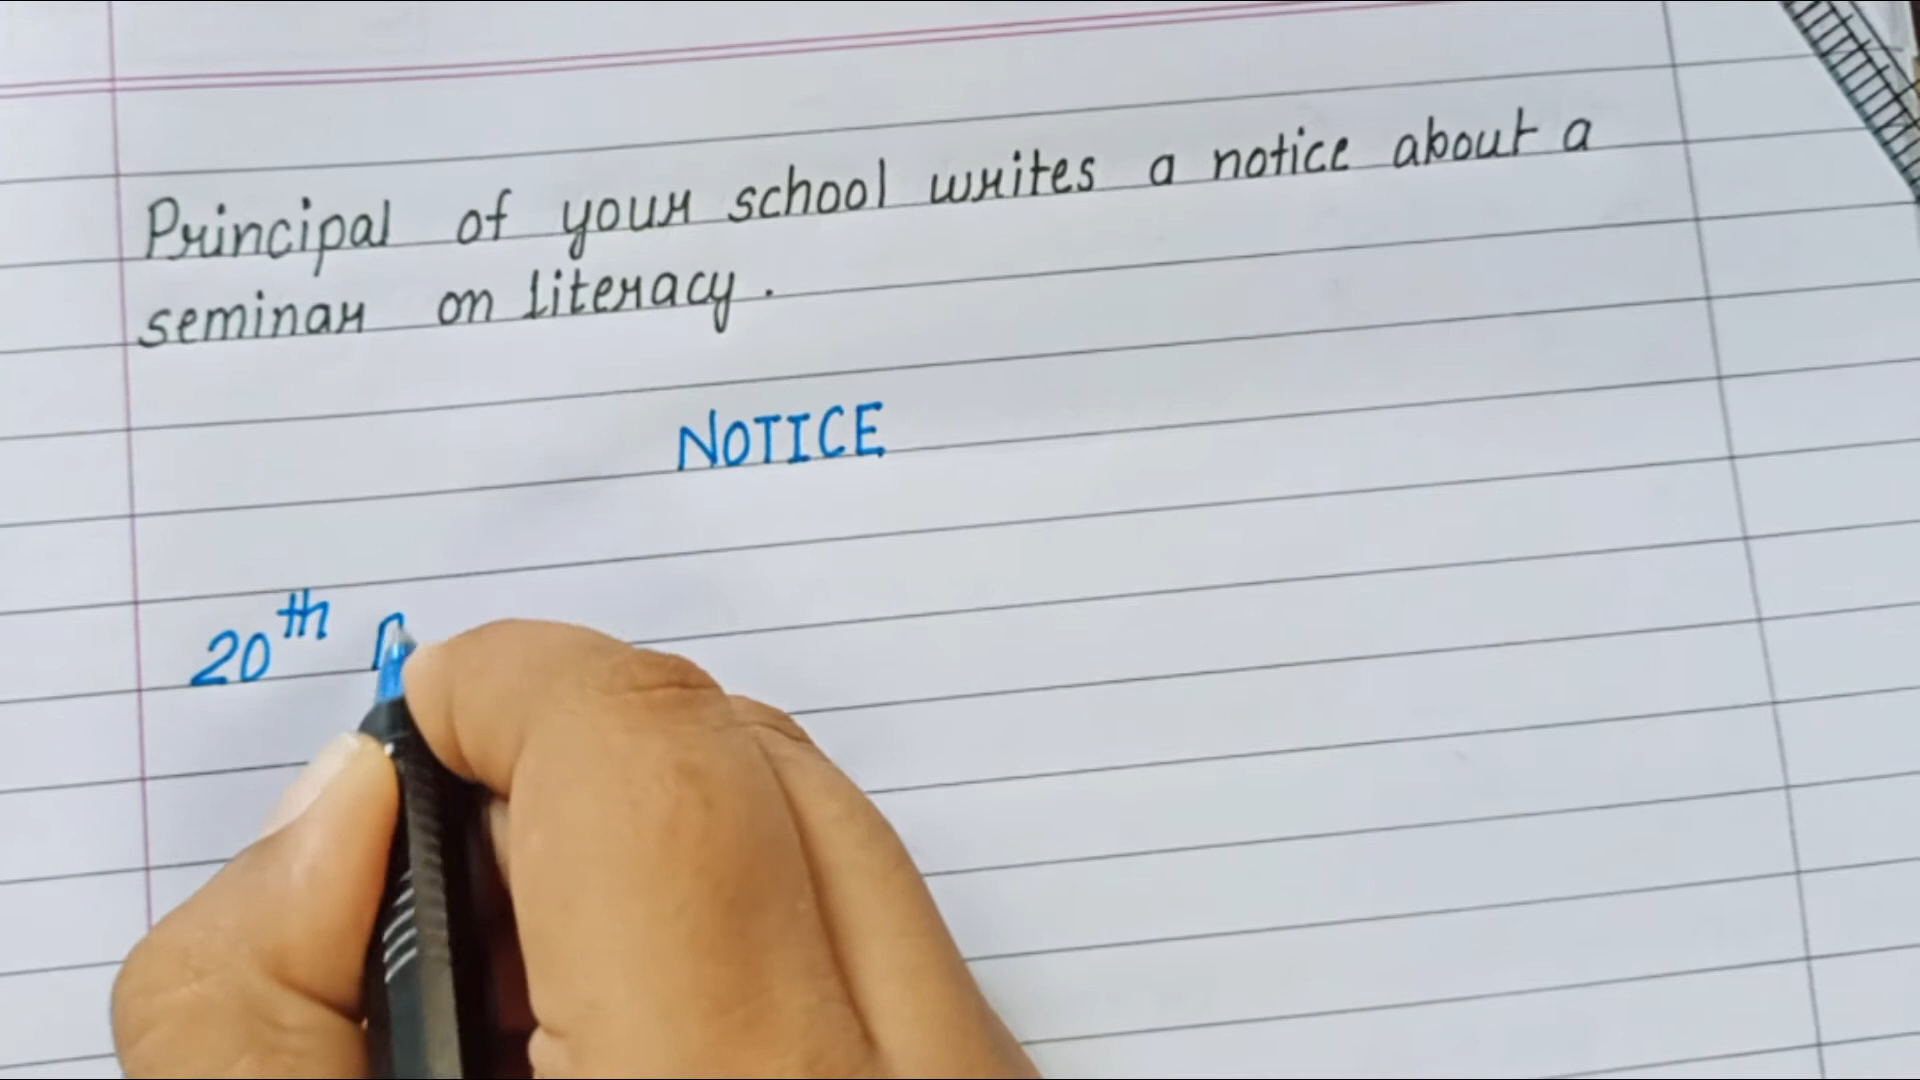 Principal of your school writes a notice about a
seminar on literacy.
NOTICE
20th